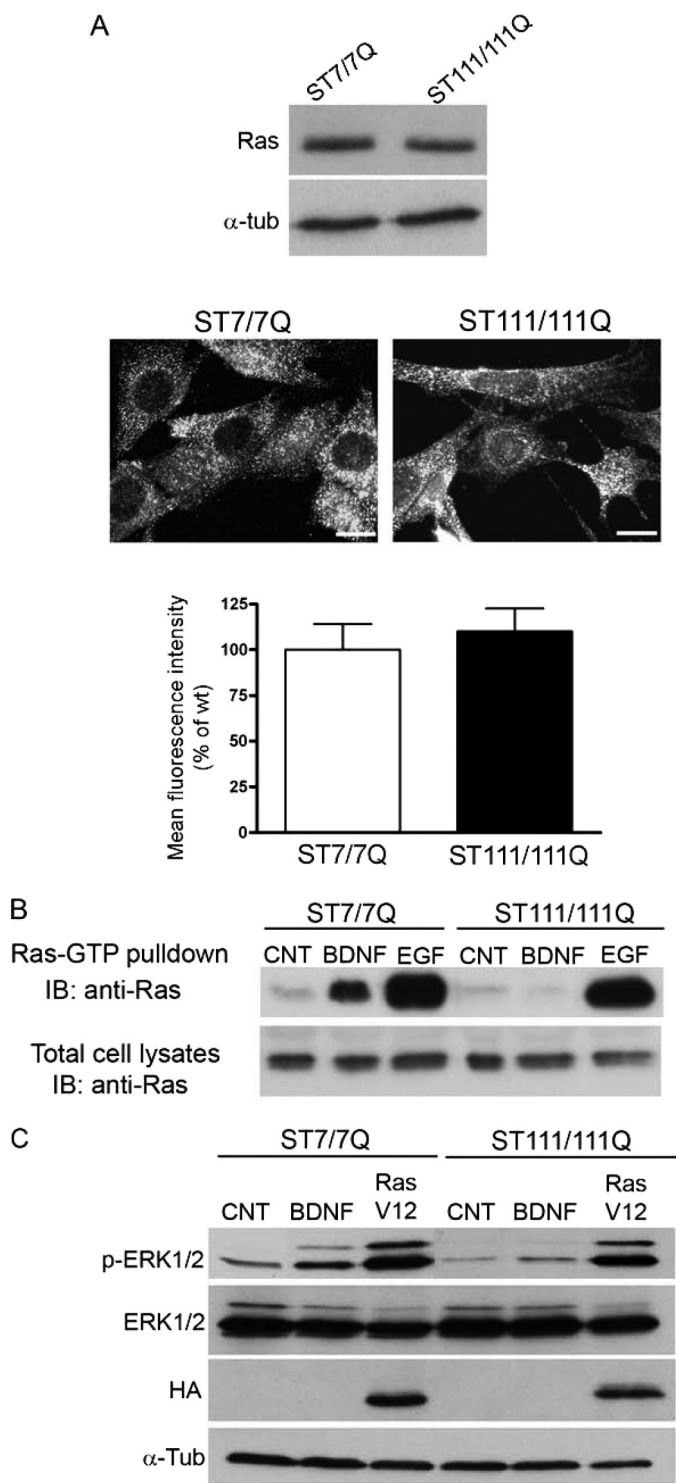 A
ST7/7Q ST111/111Q
Ras
α-tub
ST7/7Q ST111/111Q
Mean fluorescence intensity
(% of wt)
125
100
75
50
25
0
ST7/7Q ST111/111Q
B
ST7/7Q ST111/111Q
Ras-GTP pulldown CNT BDNF EGF CNT BDNF EGF
IB: anti-Ras
Total cell lysates
IB: anti-Ras
C
ST7/7Q ST111/111Q
CNT BDNF Ras V12 CNT BDNF Ras V12
p-ERK1/2
ERK1/2
HA
α-Tub